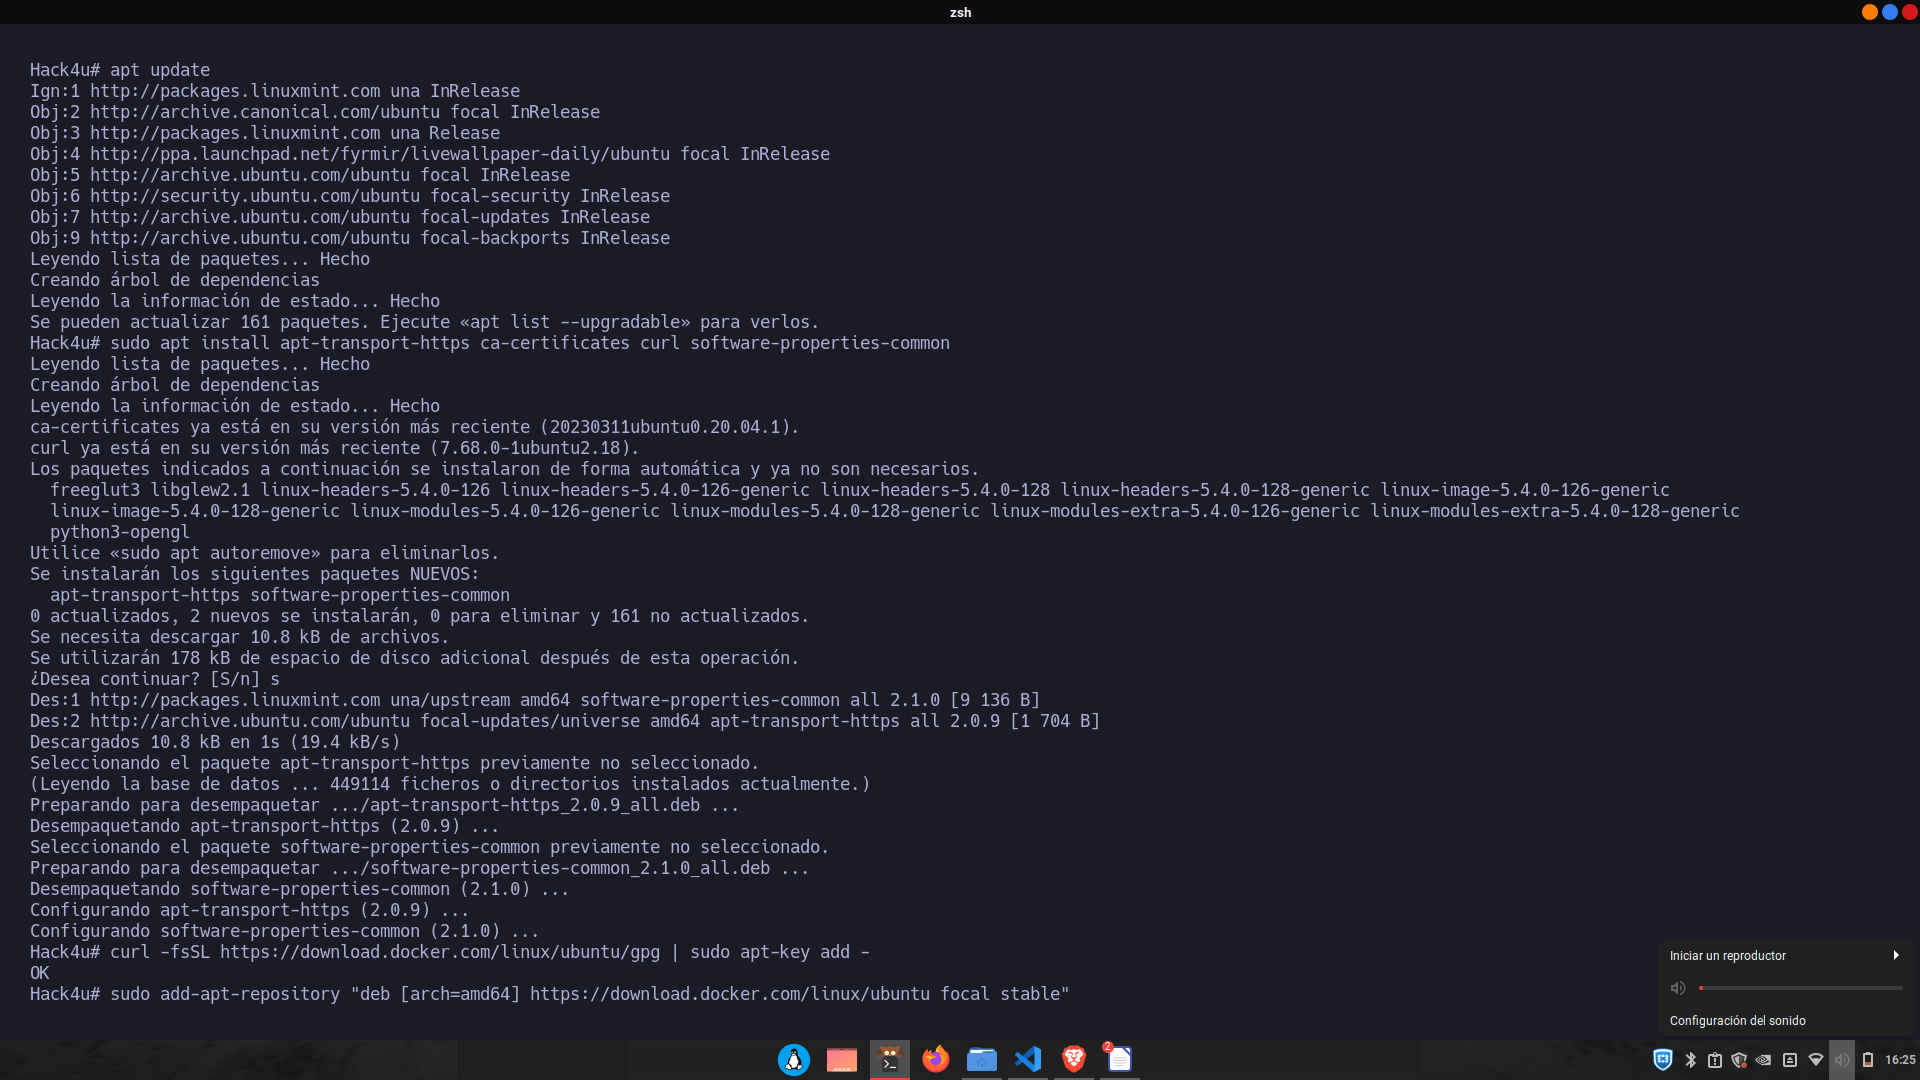 zsh
Hack4u# apt update
Ign:1 http://packages.linuxmint.com una InRelease
Obj:2 http://archive.canonical.com/ubuntu focal InRelease
Obj:3 http://packages.linuxmint.com una Release
Obj:4 http://ppa.launchpad.net/fyrmir/livewallpaper-daily/ubuntu focal InRelease
Obj:5 http://archive.ubuntu.com/ubuntu focal InRelease
Obj:6 http://security.ubuntu.com/ubuntu focal-security InRelease
Obj:7 http://archive.ubuntu.com/ubuntu focal-updates InRelease
Obj:9 http://archive.ubuntu.com/ubuntu focal-backports InRelease
Leyendo lista de paquetes... Hecho
Creando árbol de dependencias
Leyendo la información de estado... Hecho
Se pueden actualizar 161 paquetes. Ejecute «apt list --upgradable» para verlos.
Hack4u# sudo apt install apt-transport-https ca-certificates curl software-properties-common
Leyendo lista de paquetes... Hecho
Creando árbol de dependencias
Leyendo la información de estado... Hecho
ca-certificates ya está en su versión más reciente (20230311ubuntu0.20.04.1).
curl ya está en su versión más reciente (7.68.0-1ubuntu2.18).
Los paquetes indicados a continuación se instalaron de forma automática y ya no son necesarios.
freeglut3 libglew2.1 linux-headers-5.4.0-126 linux-headers-5.4.0-126-generic linux-headers-5.4.0-128 linux-headers-5.4.0-128-generic linux-image-5.4.0-126-generic
linux-image-5.4.0-128-generic linux-modules-5.4.0-126-generic linux-modules-5.4.0-128-generic linux-modules-extra-5.4.0-126-generic linux-modules-extra-5.4.0-128-generic
python3-opengl
Utilice «sudo apt autoremove» para eliminarlos.
Se instalarán los siguientes paquetes NUEVOS:
apt-transport-https software-properties-common
0 actualizados, 2 nuevos se instalarán, 0 para eliminar y 161 no actualizados.
Se necesita descargar 10.8 kB de archivos.
Se utilizarán 178 kB de espacio de disco adicional después de esta operación.
¿Desea continuar? [S/n] s
Des:1 http://packages.linuxmint.com una/upstream amd64 software-properties-common all 2.1.0 [9 136 B]
Des:2 http://archive.ubuntu.com/ubuntu focal-updates/universe amd64 apt-transport-https all 2.0.9 [1 704 B]
Descargados 10.8 kB en 1s (19.4 kB/s)
Seleccionando el paquete apt-transport-https previamente no seleccionado.
(Leyendo la base de datos ... 449114 ficheros o directorios instalados actualmente.)
Preparando para desempaquetar .../apt-transport-https_2.0.9_all.deb ...
Desempaquetando apt-transport-https (2.0.9) ...
Seleccionando el paquete software-properties-common previamente no seleccionado.
Preparando para desempaquetar .../software-properties-common_2.1.0_all.deb ...
Desempaquetando software-properties-common (2.1.0) ...
Configurando apt-transport-https (2.0.9) ...
Configurando software-properties-common (2.1.0) ...
Hack4u# curl -fsSL https://download.docker.com/linux/ubuntu/gpg | sudo apt-key add -
OK
Hack4u# sudo add-apt-repository "deb [arch=amd64] https://download.docker.com/linux/ubuntu focal stable"
Iniciar un reproductor
Configuración del sonido
2
16:25